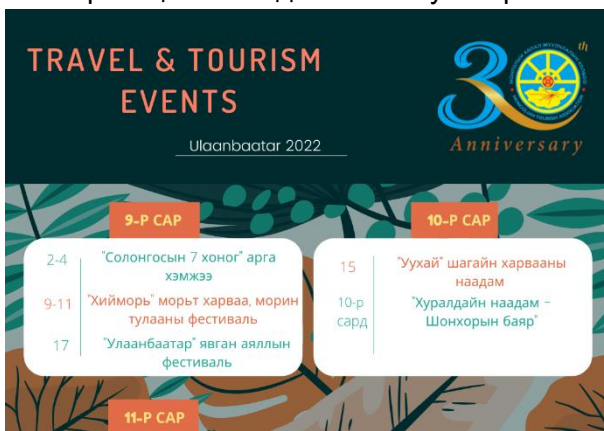 TRAVEL & TOURISM
EVENTS
Ulaanbaatar 2022
30
th
Anniversary
9-Р САР
2-4
"Солонгосын 7 хоног" арга
хэмжээ
9-11
"Хийморь" морьт харваа, морин
тулааны фестиваль
17
"Улаанбаатар" явган аяллын
фестиваль
10-Р САР
15
"Уухай" шагайн харвааны
наадам
10-р
сард
"Хуралдайн наадам –
Шонхорын баяр"
11-Р САР